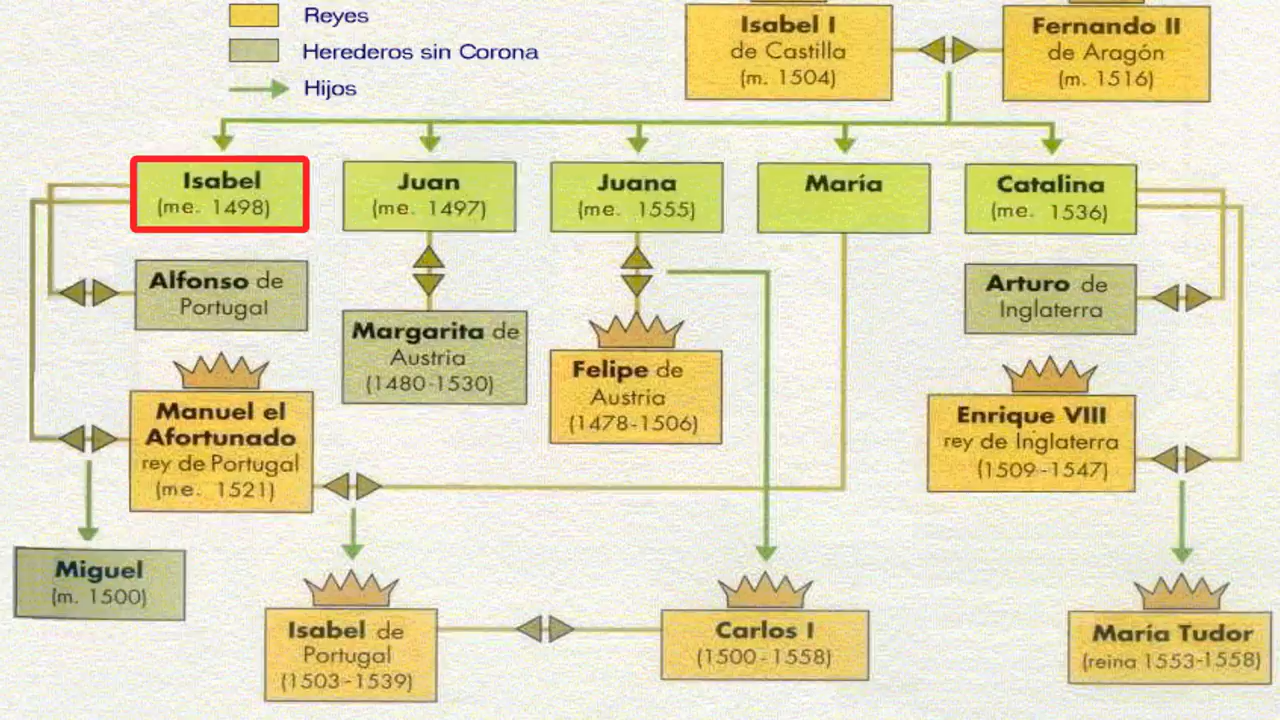 Reyes
Herederos sin Corona
Hijos
Isabel I
de Castilla
(m. 1504)
Fernando II
de Aragón
(m. 1516)
Isabel
(me. 1498)
Juan
(me. 1497)
Juana
(me. 1555)
María
Catalina
(me. 1536)
Alfonso de
Portugal
Margarita de
Austria
(1480-1530)
Felipe de
Austria
(1478-1506)
Arturo de
Inglaterra
Manuel el
Afortunado
rey de Portugal
(me. 1521)
Enrique VIII
rey de Inglaterra
(1509-1547)
Miguel
(m. 1500)
Isabel de
Portugal
(1503-1539)
Carlos I
(1500-1558)
María Tudor
(reina 1553-1558)